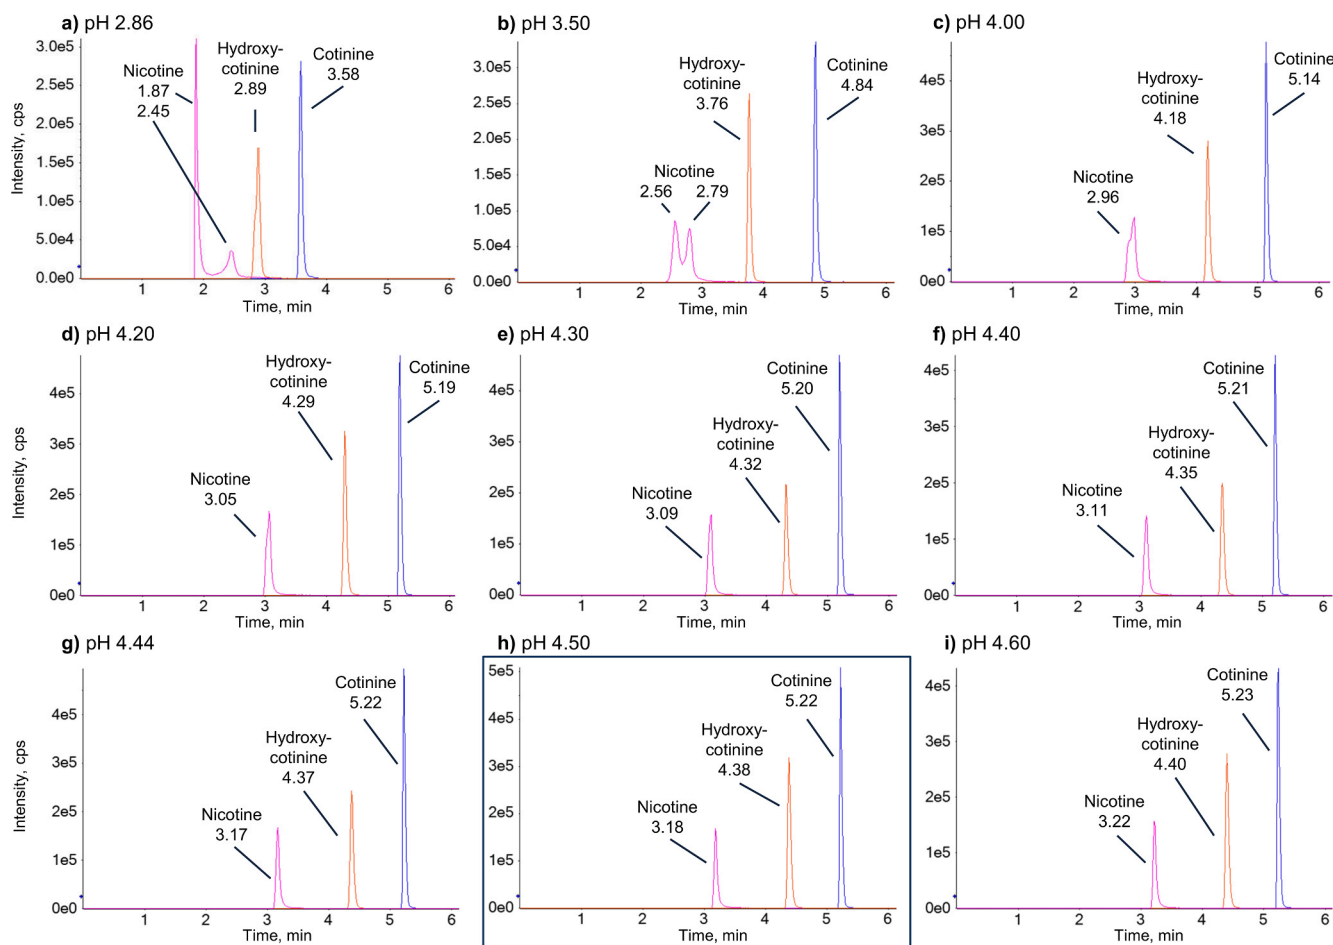 a) pH 2.86
Intensity, cps
3.0e5
2.5e5
2.0e5
1.5e5
1.0e5
5.0e4
0.0e0
Nicotine
1.87
2.45
Hydroxy-
cotinine
2.89
Cotinine
3.58
1 2 3 4 5 6
Time, min
b) pH 3.50
3.0e5
2.5e5
2.0e5
1.5e5
1.0e5
5.0e4
0.0e0
Nicotine
2.56 2.79
Hydroxy-
cotinine
3.76
Cotinine
4.84
1 2 3 4 5 6
Time, min
c) pH 4.00
4e5
3e5
2e5
1e5
0e0
Nicotine
2.96
Hydroxy-
cotinine
4.18
Cotinine
5.14
1 2 3 4 5 6
Time, min
d) pH 4.20
Intensity, cps
4e5
3e5
2e5
1e5
0e0
Nicotine
3.05
Hydroxy-
cotinine
4.29
Cotinine
5.19
1 2 3 4 5 6
Time, min
e) pH 4.30
4e5
3e5
2e5
1e5
0e0
Nicotine
3.09
Hydroxy-
cotinine
4.32
Cotinine
5.20
1 2 3 4 5 6
Time, min
f) pH 4.40
4e5
3e5
2e5
1e5
0e0
Nicotine
3.11
Hydroxy-
cotinine
4.35
Cotinine
5.21
1 2 3 4 5 6
Time, min
g) pH 4.44
Intensity, cps
4e5
3e5
2e5
1e5
0e0
Nicotine
3.17
Hydroxy-
cotinine
4.37
Cotinine
5.22
1 2 3 4 5 6
Time, min
h) pH 4.50
5e5
4e5
3e5
2e5
1e5
0e0
Nicotine
3.18
Hydroxy-
cotinine
4.38
Cotinine
5.22
1 2 3 4 5 6
Time, min
i) pH 4.60
4e5
3e5
2e5
1e5
0e0
Nicotine
3.22
Hydroxy-
cotinine
4.40
Cotinine
5.23
1 2 3 4 5 6
Time, min